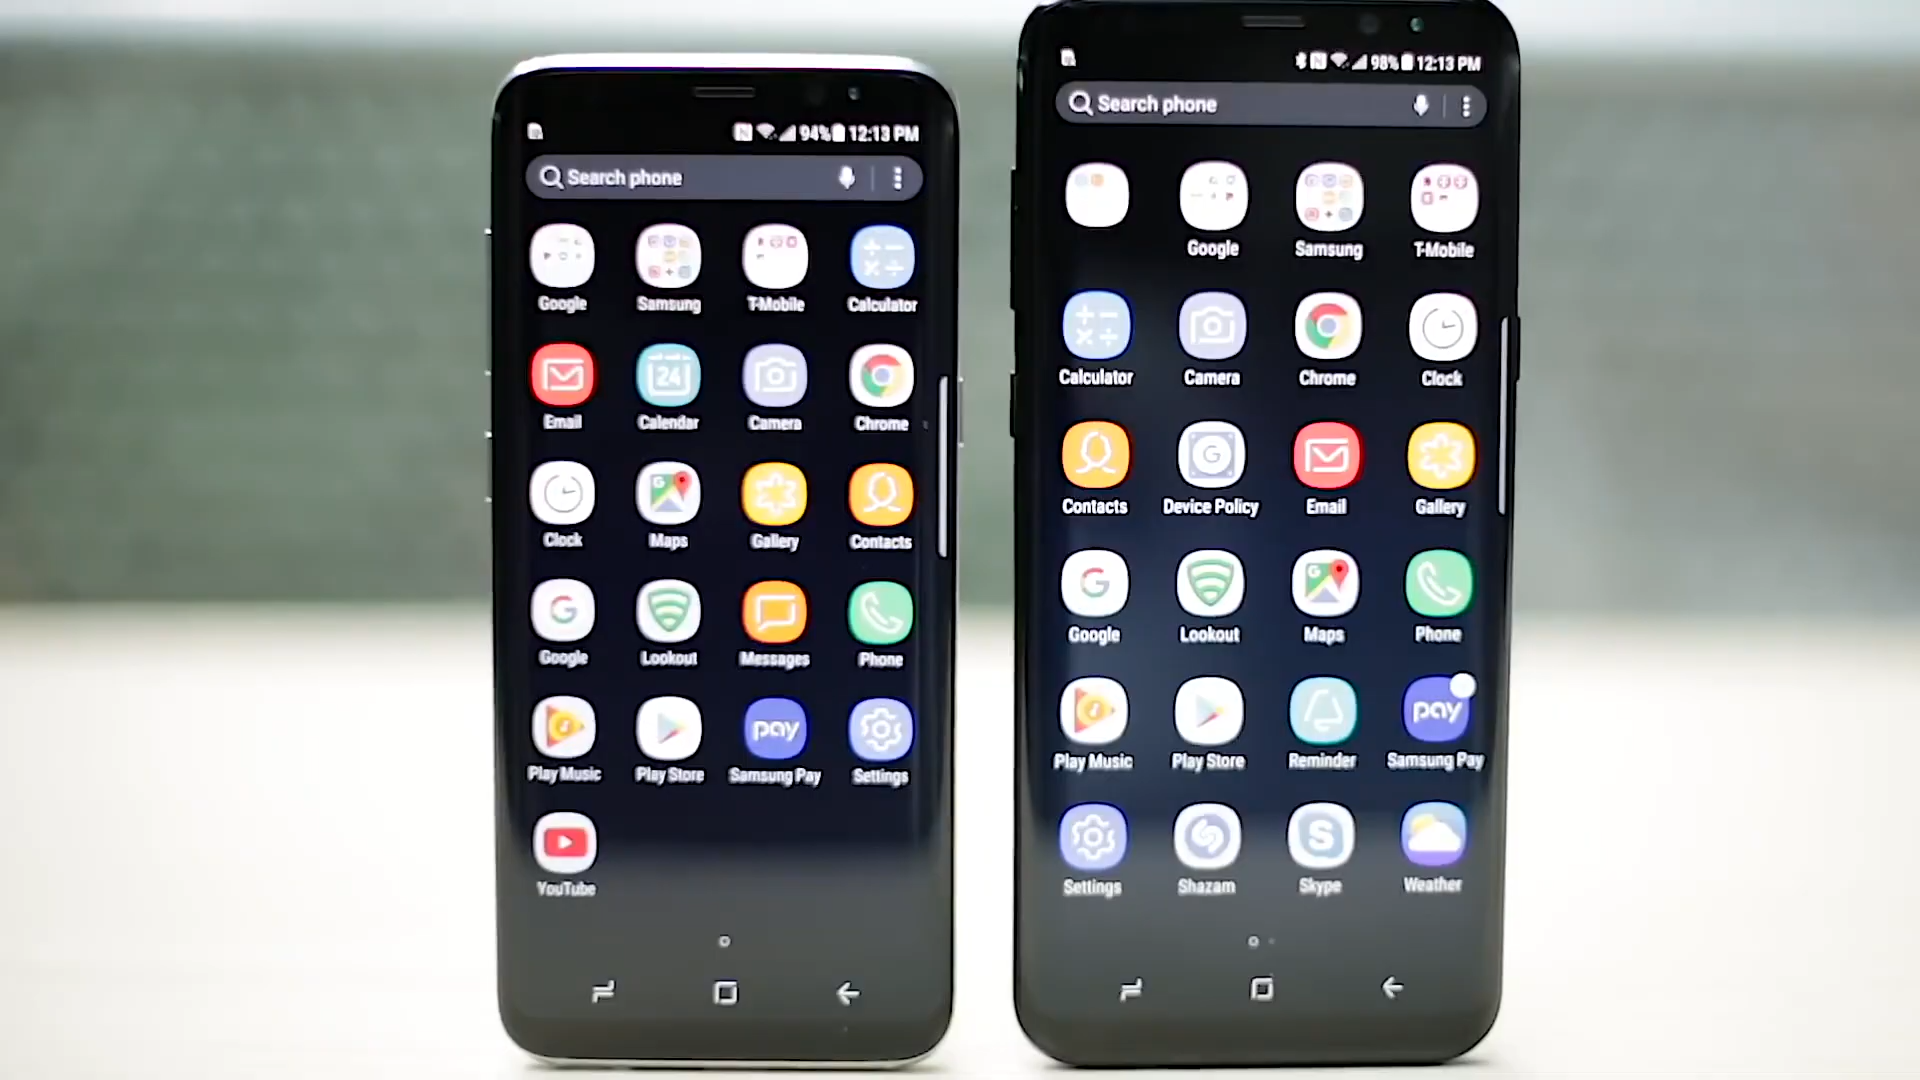 94% 12:13 PM
Search phone
Google Samsung T-Mobile Calculator
24
Email Calendar Camera Chrome
Clock Maps Gallery Contacts
Google Lookout Messages Phone
pay
Play Music Play Store Samsung Pay Settings
YouTube
98% 12:13 PM
Search phone
Google Samsung T-Mobile
Calculator Camera Chrome Clock
G
Contacts Device Policy Email Gallery
G
Google Lookout Maps Phone
pay
Play Music Play Store Reminder Samsung Pay
S
Settings Shazam Skype Weather